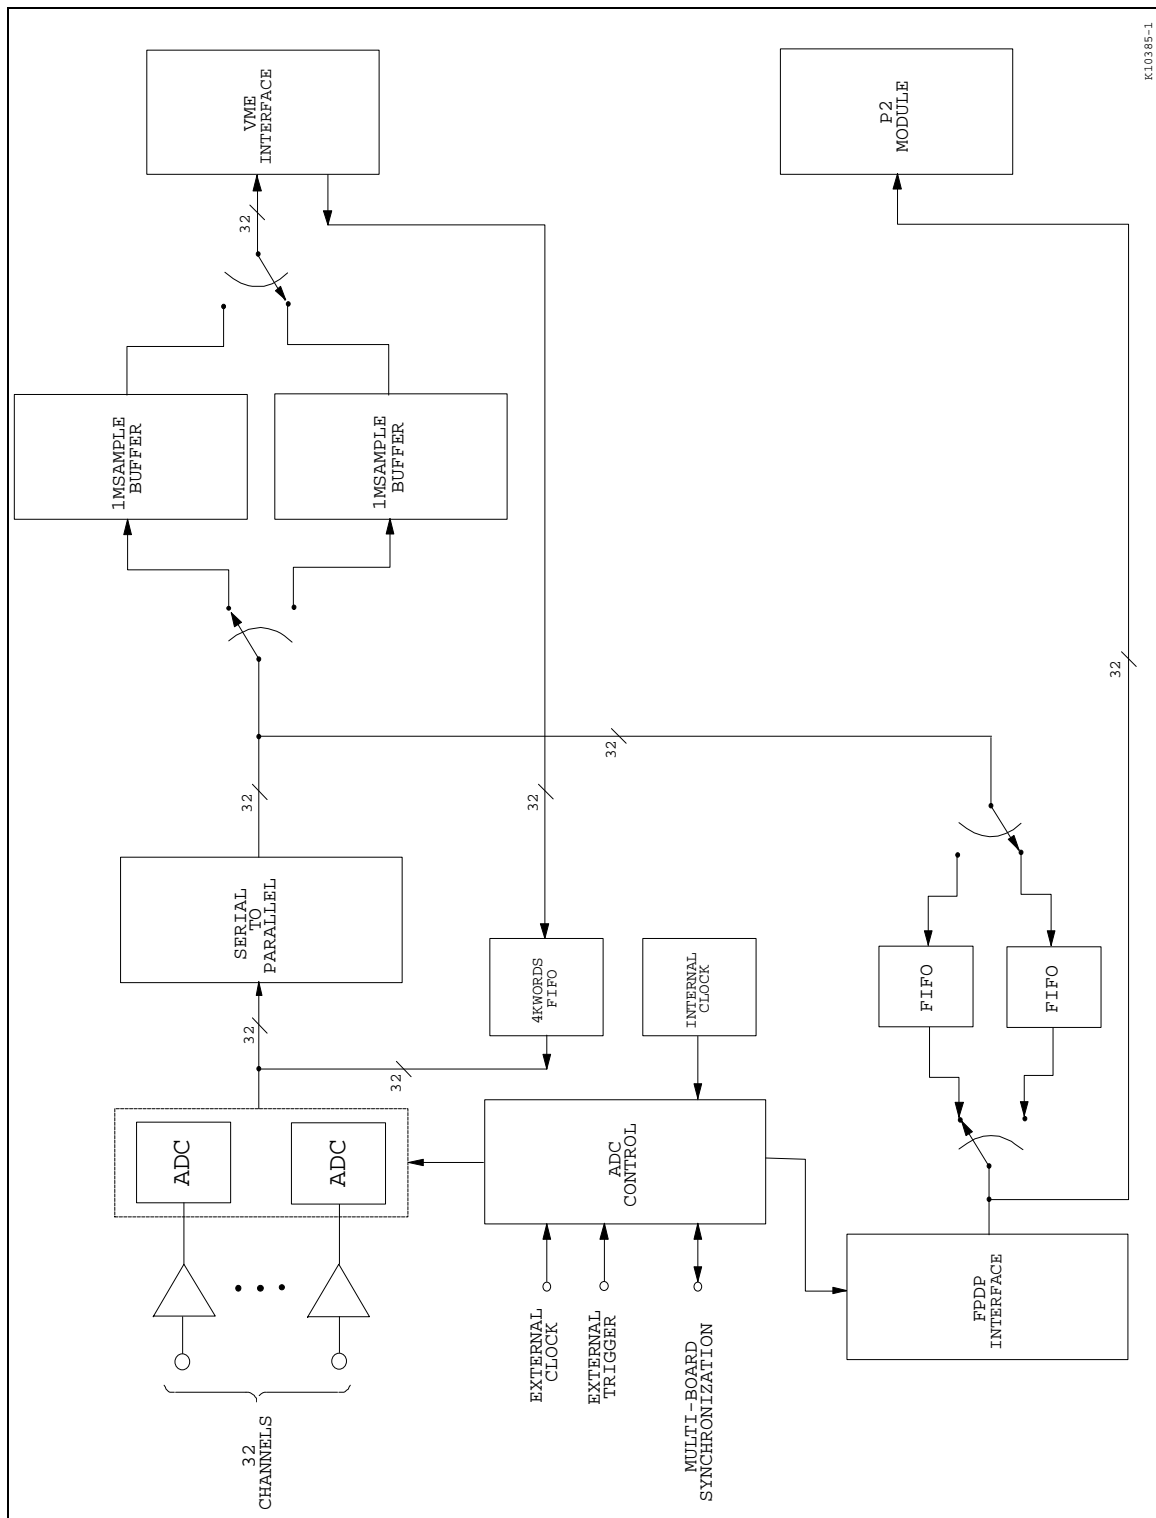 32
CHANNELS
ADC
ADC
32
SERIAL
TO
PARALLEL
32
1MSAMPLE
BUFFER
1MSAMPLE
BUFFER
32
VME
INTERFACE
32
4KWORDS
FIFO
32
EXTERNAL
CLOCK
EXTERNAL
TRIGGER
MULTI-BOARD
SYNCHRONIZATION
ADC
CONTROL
INTERNAL
CLOCK
32
FIFO
FIFO
FPDP
INTERFACE
32
P2
MODULE
K10385-1